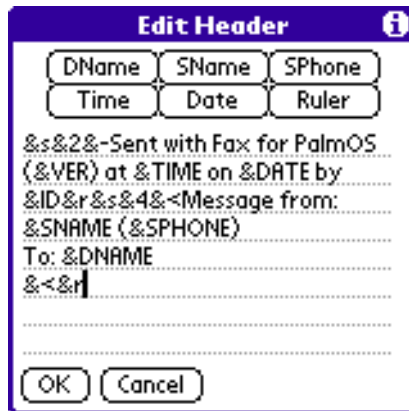 Edit Header i
DName SName SPhone
Time Date Ruler
&s&2&-Sent with Fax for PalmOS
(&VER) at &TIME on &DATE by
&ID&r&s&4&<Message from:
&SNAME (&SPHONE)
To: &DNAME
&<&r
OK Cancel